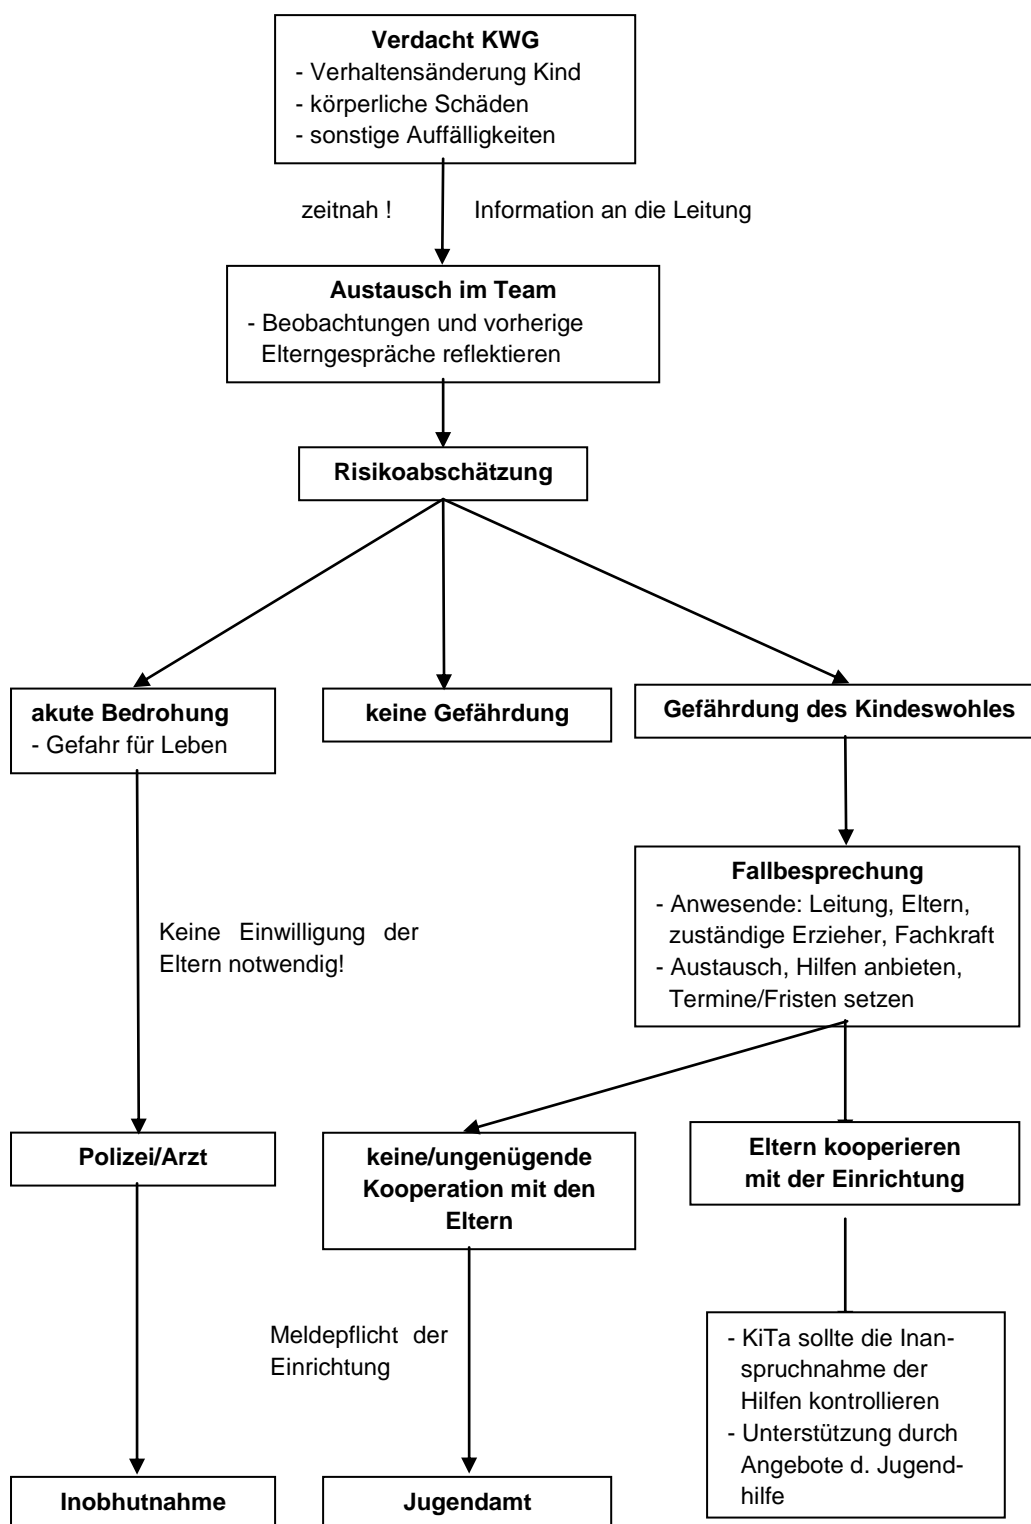 Verdacht KWG
- Verhaltensänderung Kind
- körperliche Schäden
- sonstige Auffälligkeiten
zeitnah !
Information an die Leitung
Austausch im Team
- Beobachtungen und vorherige
Elterngespräche reflektieren
Risikoabschätzung
akute Bedrohung
- Gefahr für Leben
keine Gefährdung
Gefährdung des Kindeswohles
Fallbesprechung
- Anwesende: Leitung, Eltern,
zuständige Erzieher, Fachkraft
- Austausch, Hilfen anbieten,
Termine/Fristen setzen
Keine Einwilligung der
Eltern notwendig!
Polizei/Arzt
keine/ungenügende
Kooperation mit den
Eltern
Eltern kooperieren
mit der Einrichtung
Meldepflicht der
Einrichtung
- KiTa sollte die Inan-
spruchnahme der
Hilfen kontrollieren
- Unterstützung durch
Angebote d. Jugend-
hilfe
Inobhutnahme
Jugendamt